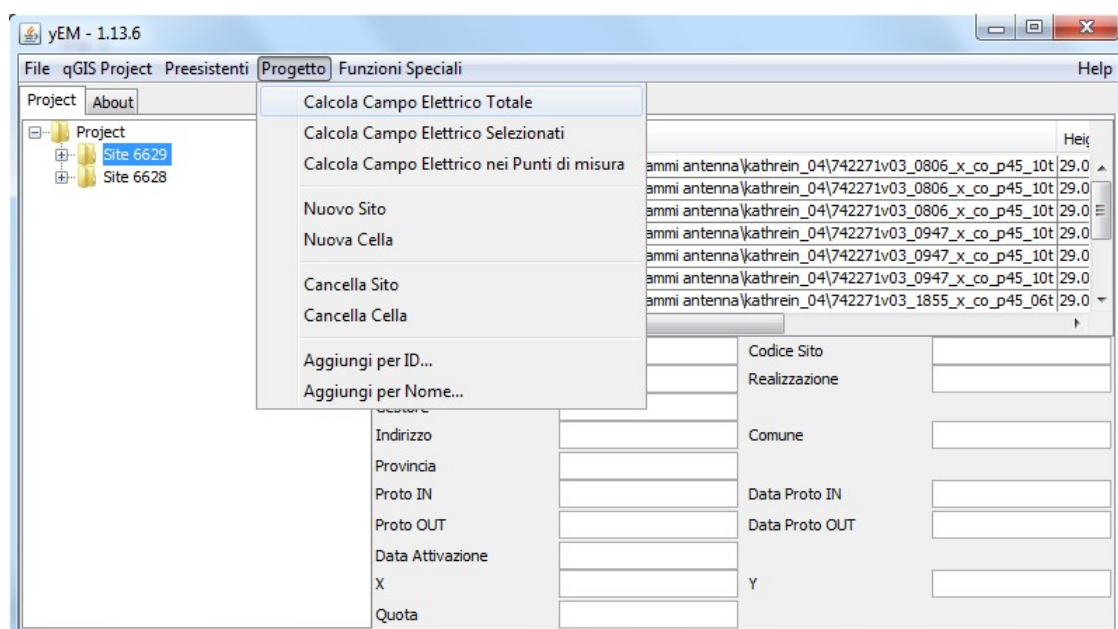 yEM - 1.13.6
File qGIS Project Preesistenti Progetto Funzioni Speciali Help
Project About
Project
Site 6629
Site 6628
Calcola Campo Elettrico Totale
Calcola Campo Elettrico Selezionati
Calcola Campo Elettrico nei Punti di misura
Nuovo Sito
Nuova Cella
Cancella Sito
Cancella Cella
Aggiungi per ID...
Aggiungi per Nome...
ammi antenna\kathrein_04\742271v03_0806_x_co_p45_10t 29.0
ammi antenna\kathrein_04\742271v03_0806_x_co_p45_10t 29.0
ammi antenna\kathrein_04\742271v03_0806_x_co_p45_10t 29.0
ammi antenna\kathrein_04\742271v03_0947_x_co_p45_10t 29.0
ammi antenna\kathrein_04\742271v03_0947_x_co_p45_10t 29.0
ammi antenna\kathrein_04\742271v03_0947_x_co_p45_10t 29.0
ammi antenna\kathrein_04\742271v03_1855_x_co_p45_06t 29.0
Codice Sito
Realizzazione
Indirizzo Comune
Provincia
Proto IN Data Proto IN
Proto OUT Data Proto OUT
Data Attivazione
X Y
Quota